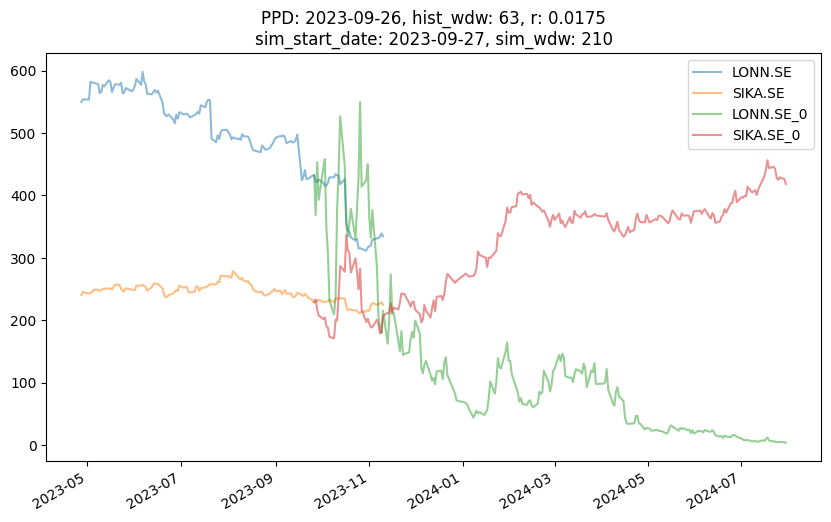 PPD: 2023-09-26, hist_wdw: 63, r: 0.0175
sim_start_date: 2023-09-27, sim_wdw: 210
LONN.SE
SIKA.SE
LONN.SE_0
SIKA.SE_0
600
500
400
300
200
100
0
2023-05
2023-07
2023-09
2023-11
2024-01
2024-03
2024-05
2024-07